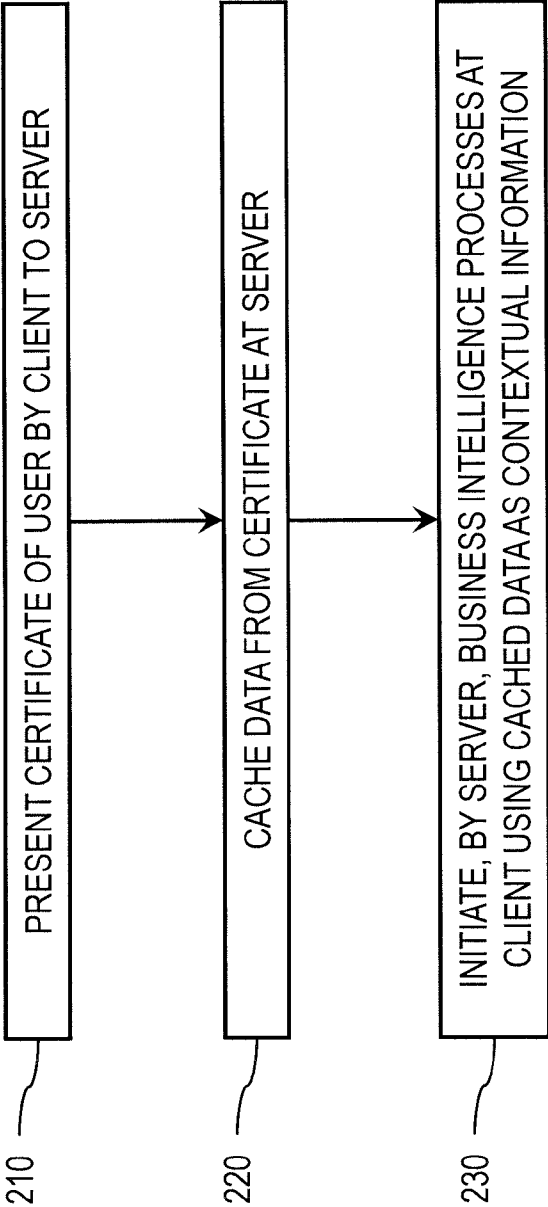 210
PRESENT CERTIFICATE OF USER BY CLIENT TO SERVER
220
CACHE DATA FROM CERTIFICATE AT SERVER
230
INITIATE, BY SERVER, BUSINESS INTELLIGENCE PROCESSES AT
CLIENT USING CACHED DATA AS CONTEXTUAL INFORMATION